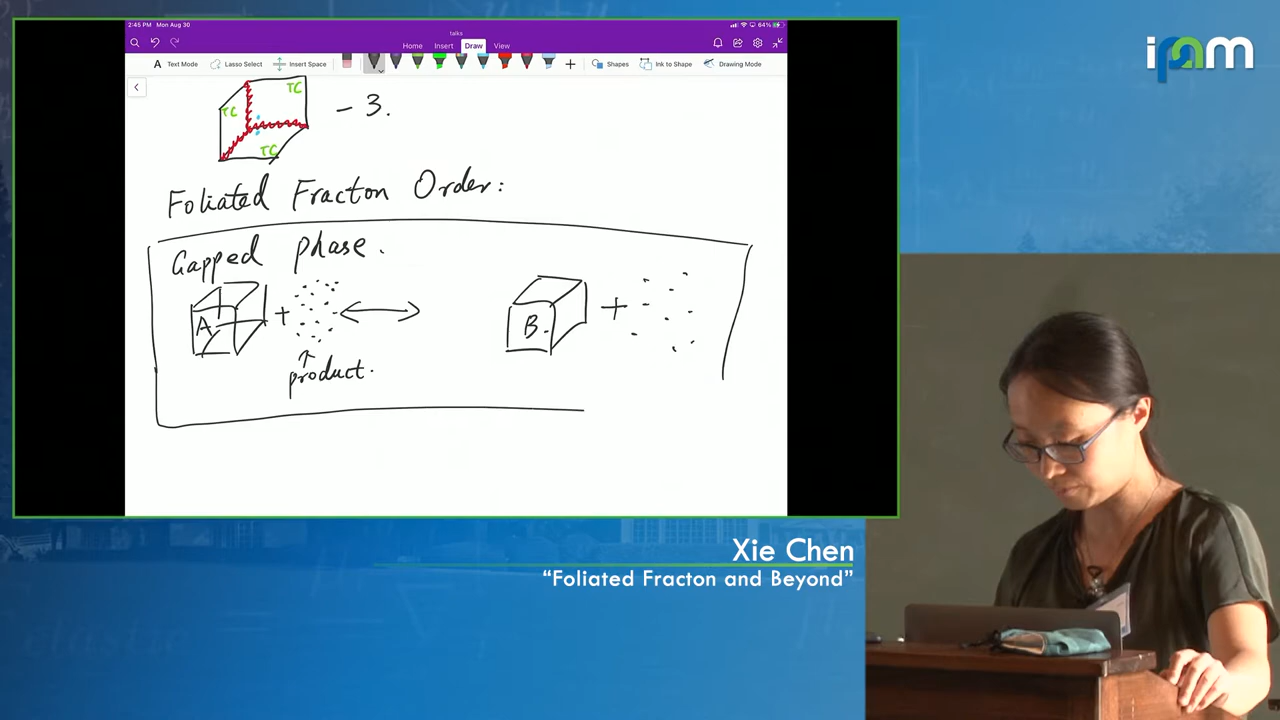 2:45 PM Mon Aug 30
64%
talks
Home Insert Draw View
Text Mode Lasso Select Insert Space Shapes Ink to Shape Drawing Mode
TC TC
TC
- 3.
Foliated Fracton Order:
Gapped phase.
A + ↔ B. +
↑
product.
ipam
Xie Chen
“Foliated Fracton and Beyond”